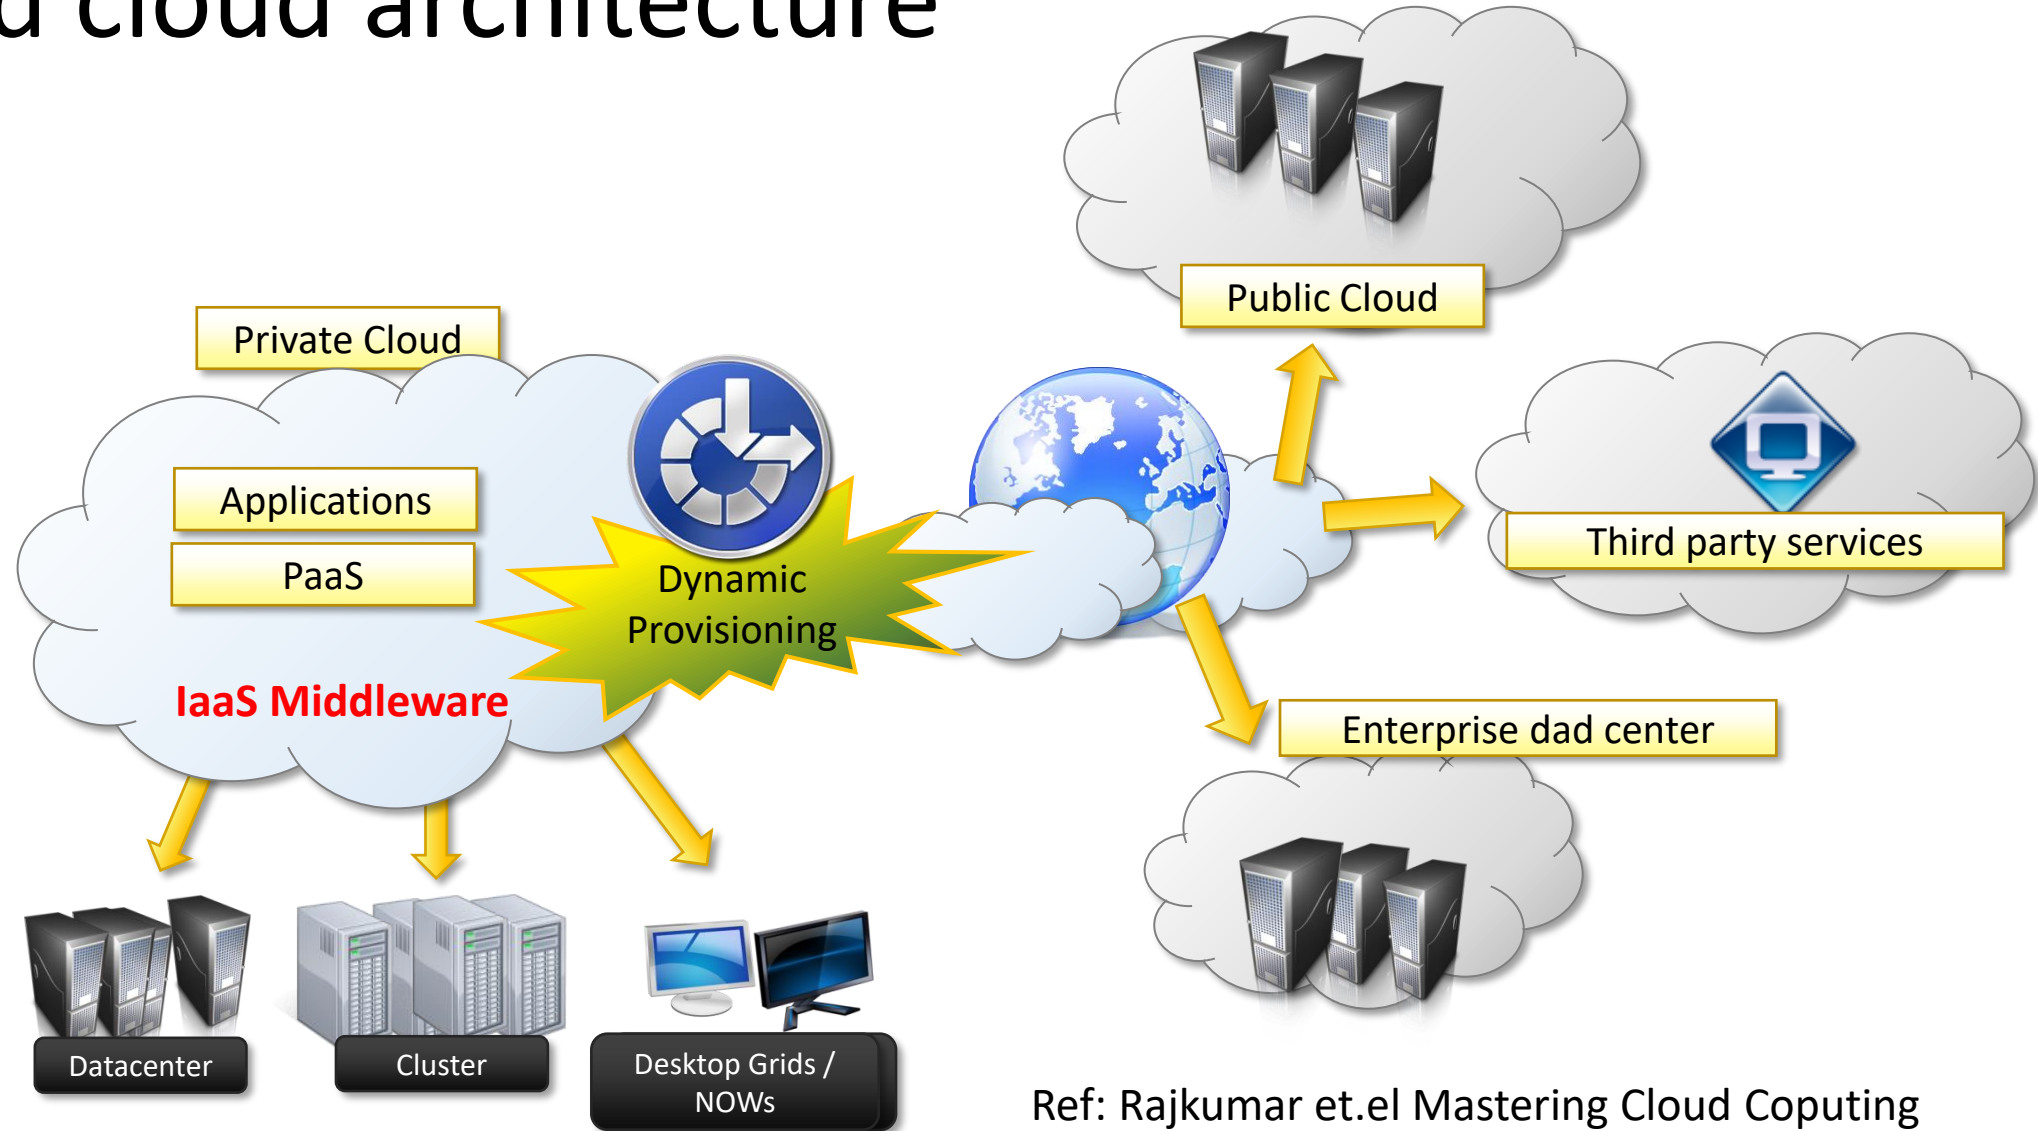 d cloud architecture
Public Cloud
Private Cloud
Applications
PaaS
Third party services
Dynamic
Provisioning
IaaS Middleware
Enterprise dad center
Datacenter
Cluster
Desktop Grids /
NOWs
Ref: Rajkumar et.el Mastering Cloud Coputing